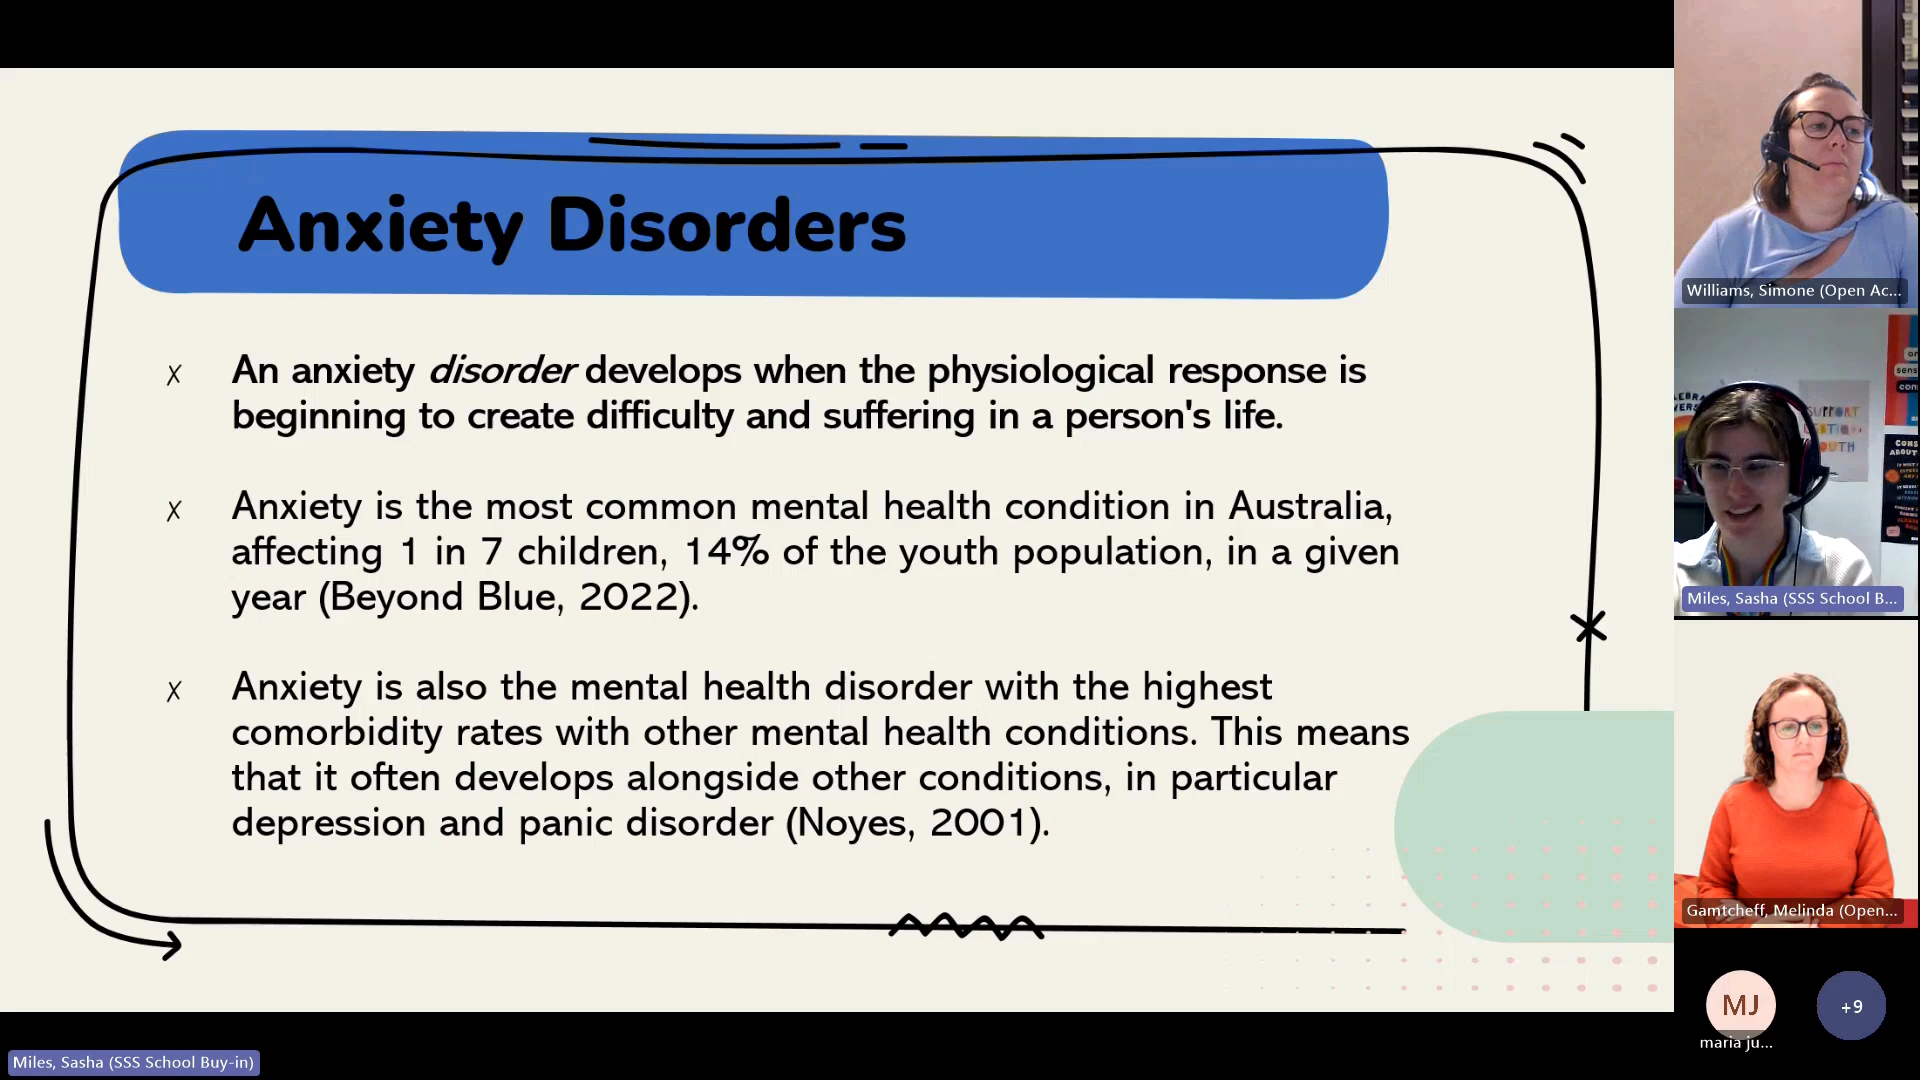 Anxiety Disorders
x An anxiety disorder develops when the physiological response is
beginning to create difficulty and suffering in a person's life.
x Anxiety is the most common mental health condition in Australia,
affecting 1 in 7 children, 14% of the youth population, in a given
year (Beyond Blue, 2022).
x Anxiety is also the mental health disorder with the highest
comorbidity rates with other mental health conditions. This means
that it often develops alongside other conditions, in particular
depression and panic disorder (Noyes, 2001).
Miles, Sasha (SSS School Buy-in)
Williams, Simone (Open Ac...
SUPPORT
Miles, Sasha (SSS School B...
Gamtcheff, Melinda (Open...
MJ
+9
maria ju...